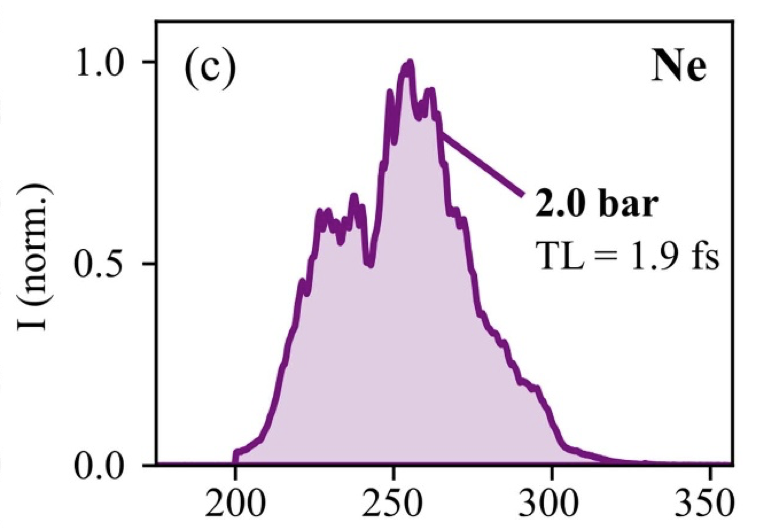 (c)
Ne
1.0
0.5
0.0
I (norm.)
2.0 bar
TL = 1.9 fs
200
250
300
350